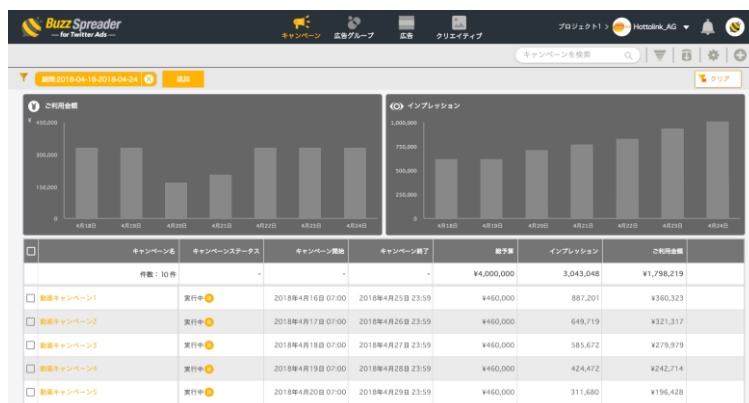 Buzz Spreader
— for Twitter Ads —
キャンペーン 広告グループ 広告 クリエイティブ
プロジェクト1 > Hottolink_AG ▼
キャンペーンを検索
期間:2018-04-18-2018-04-24 追加 クリア
¥ ご利用金額
¥ 450,000
300,000
150,000
0
4月18日 4月19日 4月20日 4月21日 4月22日 4月23日 4月24日
インプレッション
1,000,000
750,000
500,000
250,000
0
4月18日 4月19日 4月20日 4月21日 4月22日 4月23日 4月24日
キャンペーン名 キャンペーンステータス キャンペーン開始 キャンペーン終了 総予算 インプレッション ご利用金額
件数：10件 - - - ¥4,000,000 3,043,048 ¥1,798,219
動画キャンペーン1 実行中 2018年4月16日 07:00 2018年4月25日 23:59 ¥460,000 887,201 ¥360,323
動画キャンペーン2 実行中 2018年4月17日 07:00 2018年4月26日 23:59 ¥460,000 649,719 ¥321,317
動画キャンペーン3 実行中 2018年4月18日 07:00 2018年4月27日 23:59 ¥460,000 585,672 ¥279,979
動画キャンペーン4 実行中 2018年4月19日 07:00 2018年4月28日 23:59 ¥460,000 424,472 ¥242,714
動画キャンペーン5 実行中 2018年4月20日 07:00 2018年4月29日 23:59 ¥460,000 311,680 ¥196,428